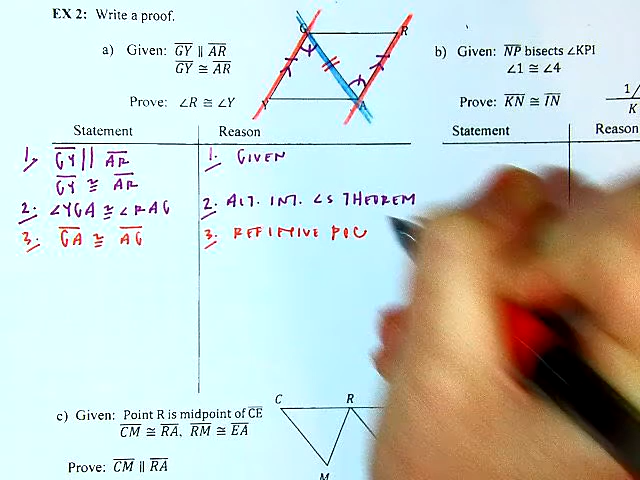 EX 2: Write a proof.
a) Given: GY ∥ AR
GY ≅ AR
Prove: ∠R ≅ ∠Y
G
R
Y
A
b) Given: NP bisects ∠KPI
∠1 ≅ ∠4
Prove: KN ≅ IN
1
K
Statement
Reason
1. GY || AR
GY ≅ AR
1. GIVEN
2. ∠YGA ≅ ∠RAG
2. ALT. INT. ∠S THEOREM
3. GA ≅ AG
3. REFLEXIVE POC
Statement
Reason
c) Given: Point R is midpoint of CE
CM ≅ RA, RM ≅ EA
Prove: CM ∥ RA
C
R
M